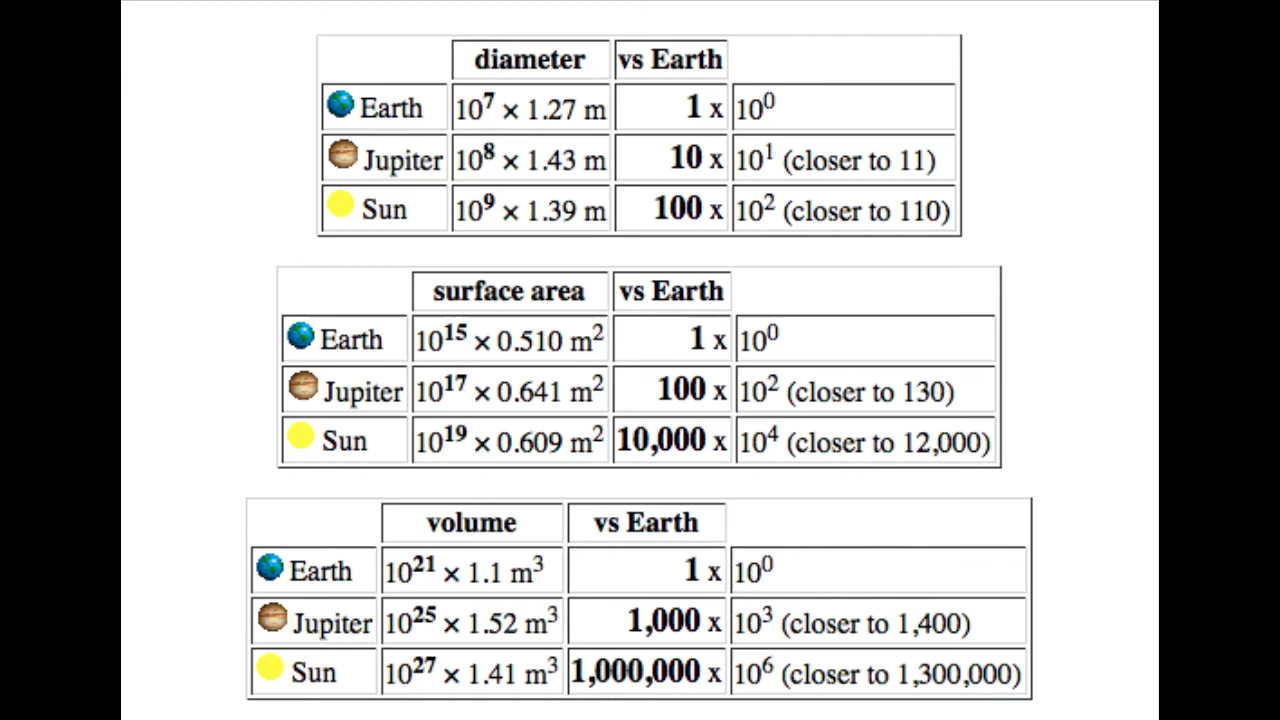 diameter vs Earth
Earth 10⁷ × 1.27 m 1 x 10⁰
Jupiter 10⁸ × 1.43 m 10 x 10¹ (closer to 11)
Sun 10⁹ × 1.39 m 100 x 10² (closer to 110)
surface area vs Earth
Earth 10¹⁵ × 0.510 m² 1 x 10⁰
Jupiter 10¹⁷ × 0.641 m² 100 x 10² (closer to 130)
Sun 10¹⁹ × 0.609 m² 10,000 x 10⁴ (closer to 12,000)
volume vs Earth
Earth 10²¹ × 1.1 m³ 1 x 10⁰
Jupiter 10²⁵ × 1.52 m³ 1,000 x 10³ (closer to 1,400)
Sun 10²⁷ × 1.41 m³ 1,000,000 x 10⁶ (closer to 1,300,000)